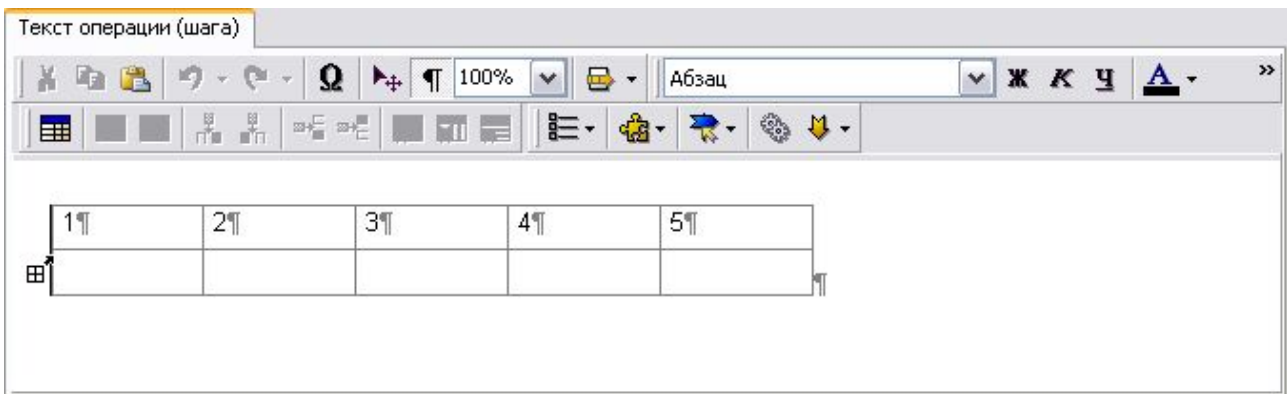 Текст операции (шага)
Ω ¶ 100% Абзац Ж К Ч А »
1¶ 2¶ 3¶ 4¶ 5¶
¶